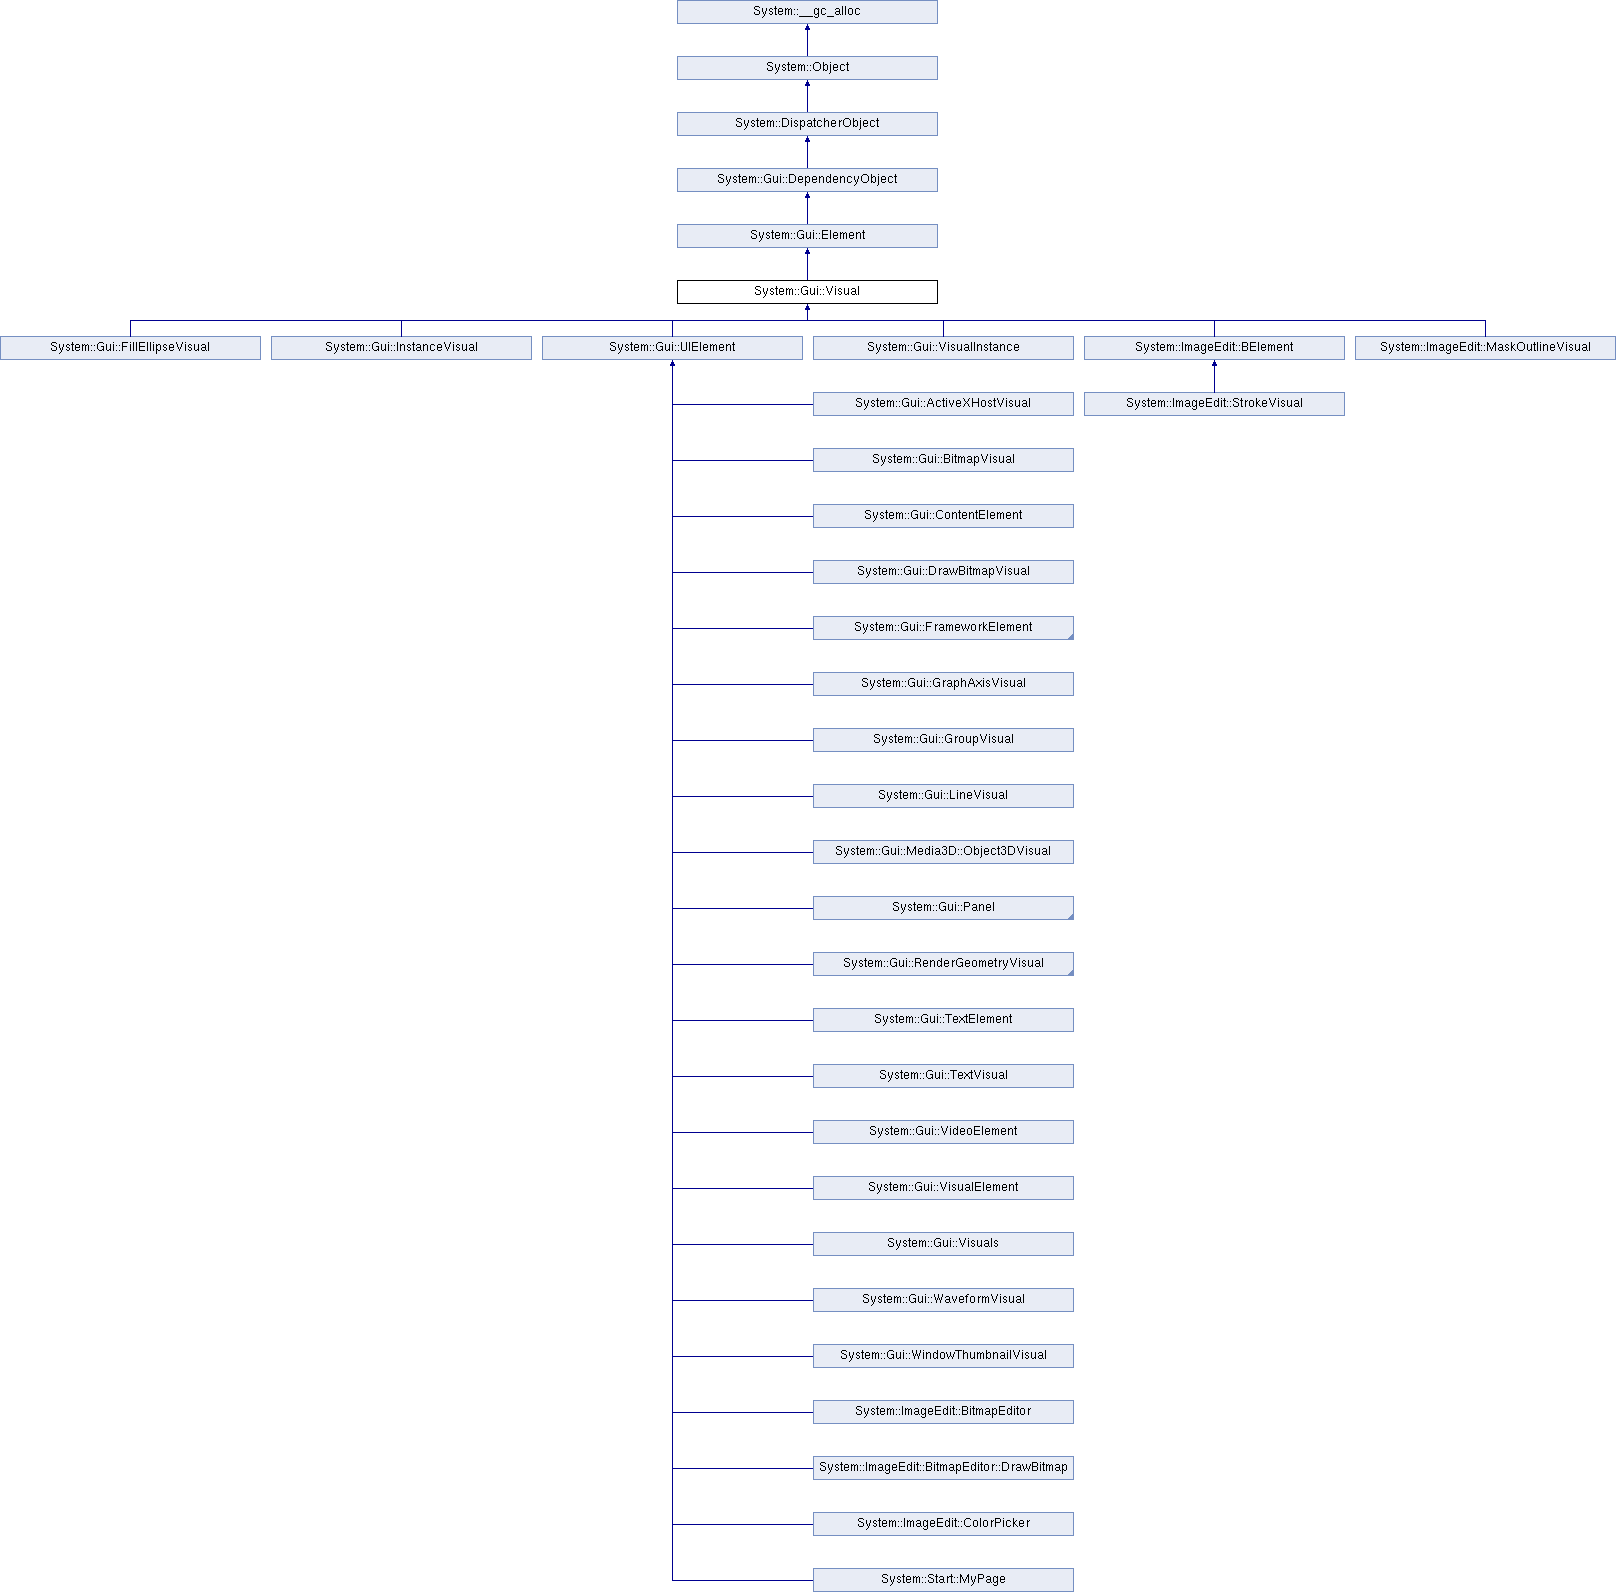 System::__gc_alloc
System::Object
System::DispatcherObject
System::Gui::DependencyObject
System::Gui::Element
System::Gui::Visual
System::Gui::FillEllipseVisual
System::Gui::InstanceVisual
System::Gui::UIElement
System::Gui::VisualInstance
System::ImageEdit::BElement
System::ImageEdit::MaskOutlineVisual
System::Gui::ActiveXHostVisual
System::ImageEdit::StrokeVisual
System::Gui::BitmapVisual
System::Gui::ContentElement
System::Gui::DrawBitmapVisual
System::Gui::FrameworkElement
System::Gui::GraphAxisVisual
System::Gui::GroupVisual
System::Gui::LineVisual
System::Gui::Media3D::Object3DVisual
System::Gui::Panel
System::Gui::RenderGeometryVisual
System::Gui::TextElement
System::Gui::TextVisual
System::Gui::VideoElement
System::Gui::VisualElement
System::Gui::Visuals
System::Gui::WaveformVisual
System::Gui::WindowThumbnailVisual
System::ImageEdit::BitmapEditor
System::ImageEdit::BitmapEditor::DrawBitmap
System::ImageEdit::ColorPicker
System::Start::MyPage